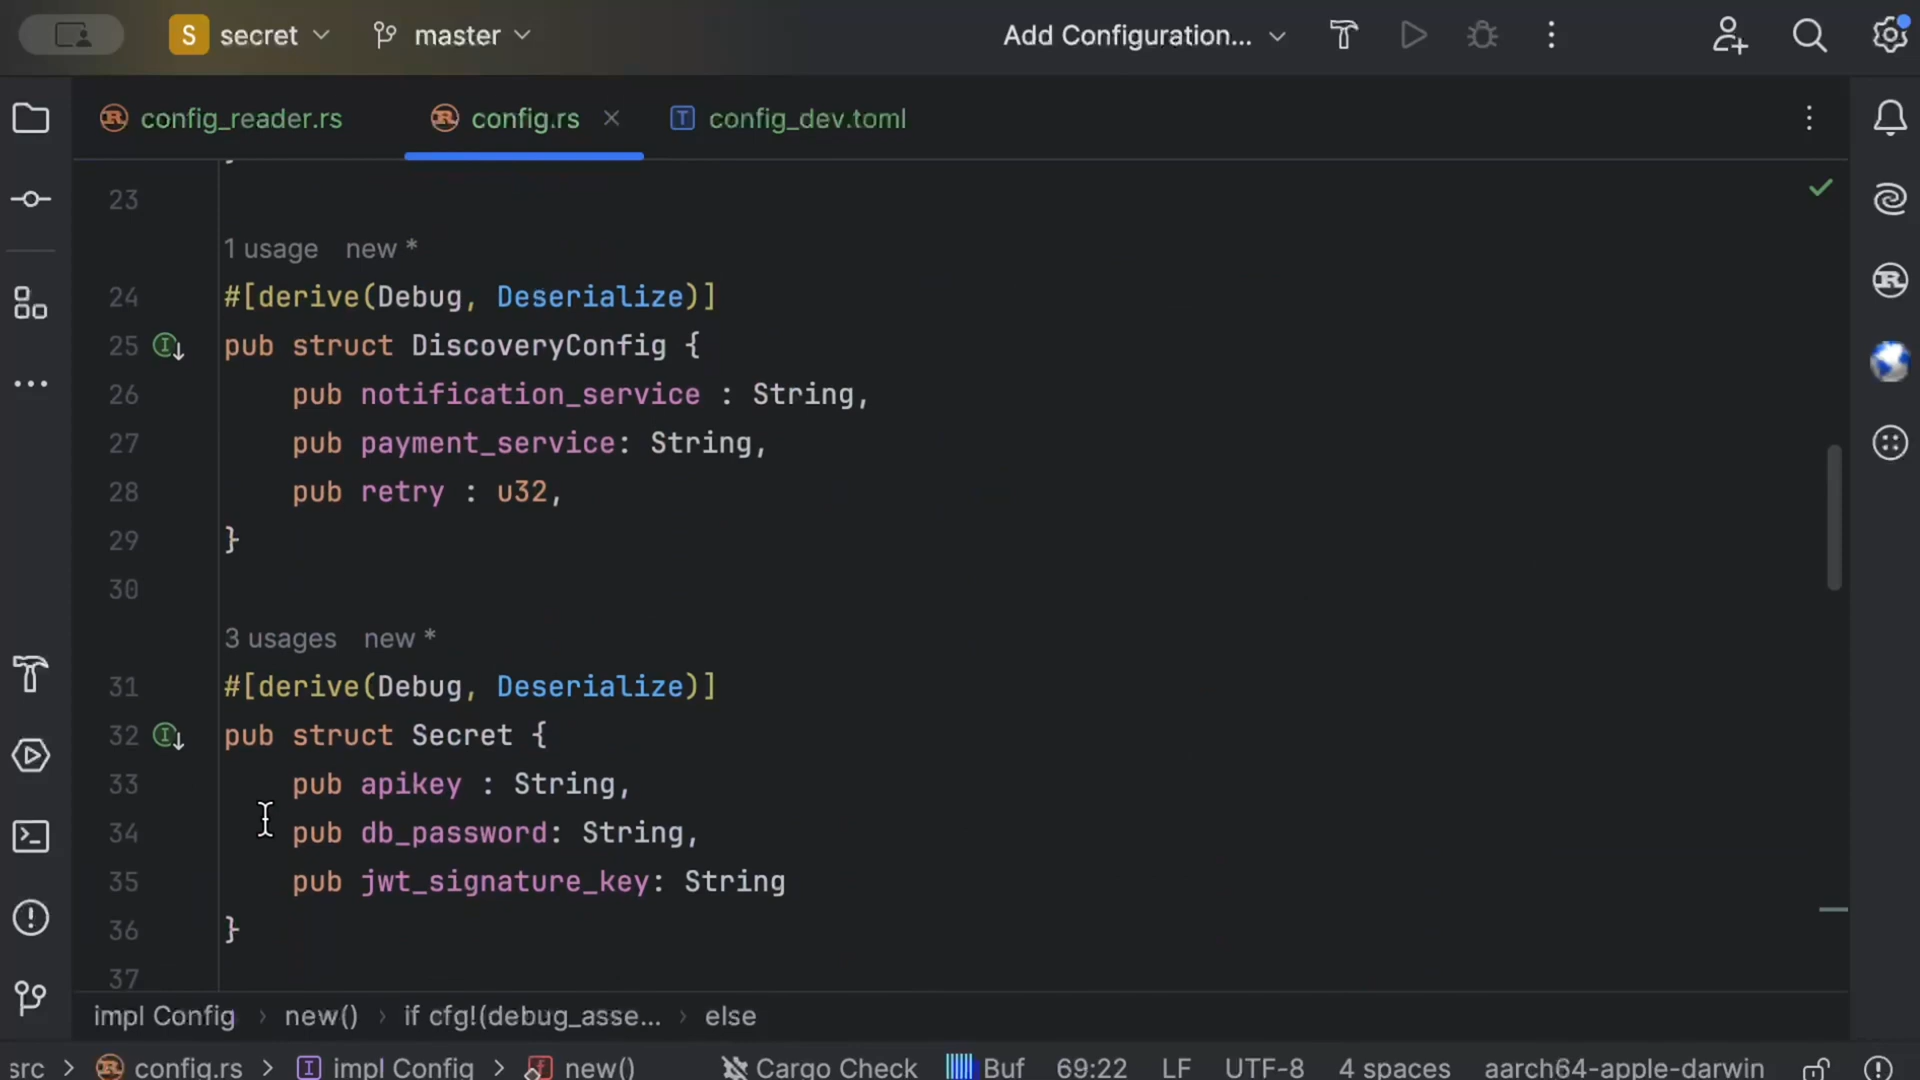 S secret master Add Configuration...
config_reader.rs config.rs config_dev.toml
23
1 usage new *
24 #[derive(Debug, Deserialize)]
25 pub struct DiscoveryConfig {
26 pub notification_service : String,
27 pub payment_service: String,
28 pub retry : u32,
29 }
30
3 usages new *
31 #[derive(Debug, Deserialize)]
32 pub struct Secret {
33 pub apikey : String,
34 pub db_password: String,
35 pub jwt_signature_key: String
36 }
37
impl Config › new() › if cfg!(debug_asse... › else
src > config.rs > impl Config > new() Cargo Check Buf 69:22 LF UTF-8 4 spaces aarch64-apple-darwin